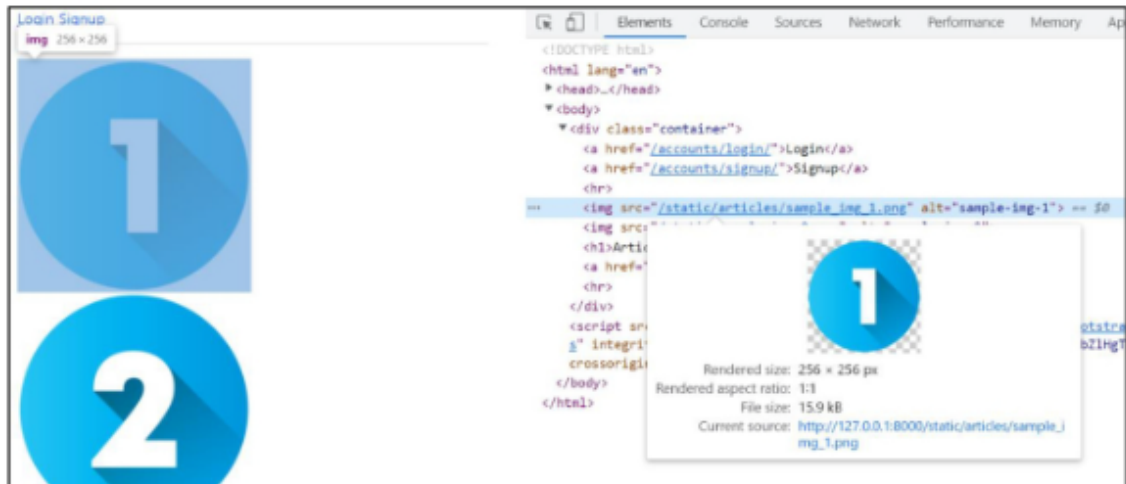 Login Signup
img 256 × 256
1
2
Elements Console Sources Network Performance Memory Ap
<!DOCTYPE html>
<html lang="en">
<head>…</head>
<body>
<div class="container">
<a href="/accounts/login/">Login</a>
<a href="/accounts/signup/">Signup</a>
<hr>
<img src="/static/articles/sample_img_1.png" alt="sample-img-1"> == $0
<img src=
<h1>Artic
<a href="
<hr>
</div>
<script src otstra
s" integri bZlHgT
crossorigi
</body>
</html>
1
Rendered size: 256 × 256 px
Rendered aspect ratio: 1:1
File size: 15.9 kB
Current source: http://127.0.0.1:8000/static/articles/sample_i
mg_1.png